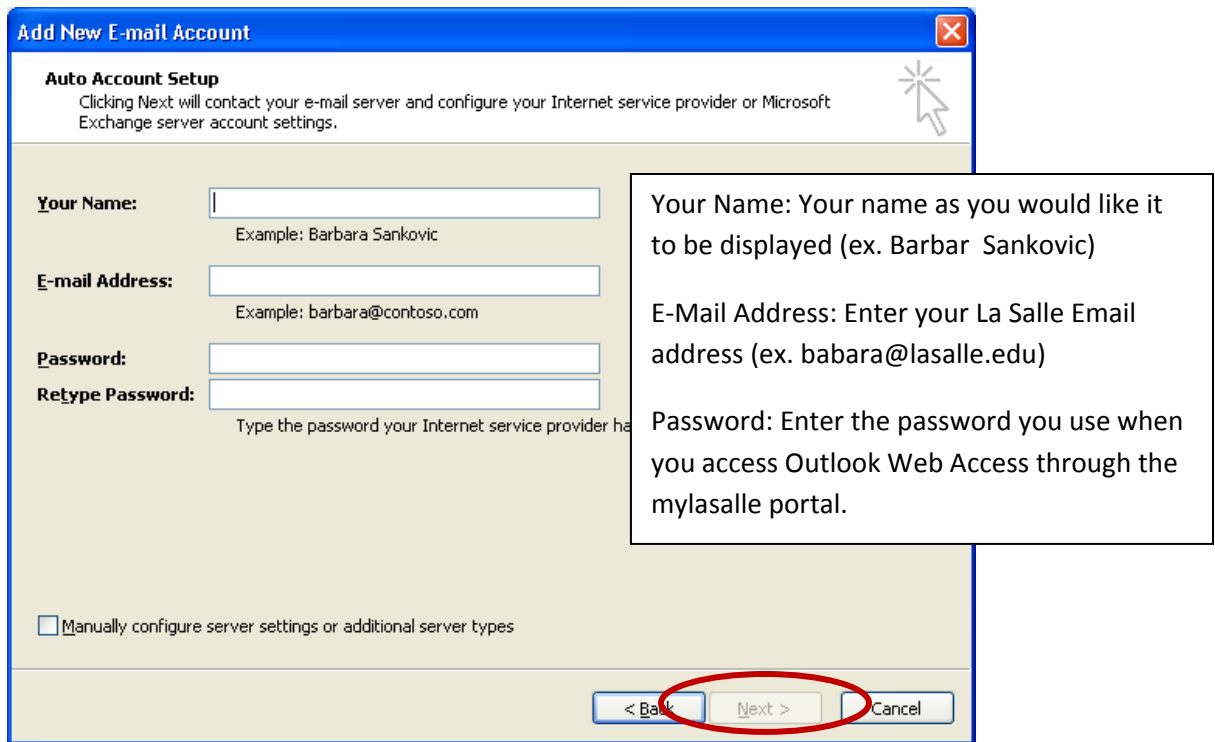 Add New E-mail Account
Auto Account Setup
Clicking Next will contact your e-mail server and configure your Internet service provider or Microsoft
Exchange server account settings.
Your Name:
Example: Barbara Sankovic
E-mail Address:
Example: barbara@contoso.com
Password:
Retype Password:
Type the password your Internet service provider ha
Your Name: Your name as you would like it
to be displayed (ex. Barbar  Sankovic)
E-Mail Address: Enter your La Salle Email
address (ex. babara@lasalle.edu)
Password: Enter the password you use when
you access Outlook Web Access through the
mylasalle portal.
Manually configure server settings or additional server types
< Back
Next >
Cancel